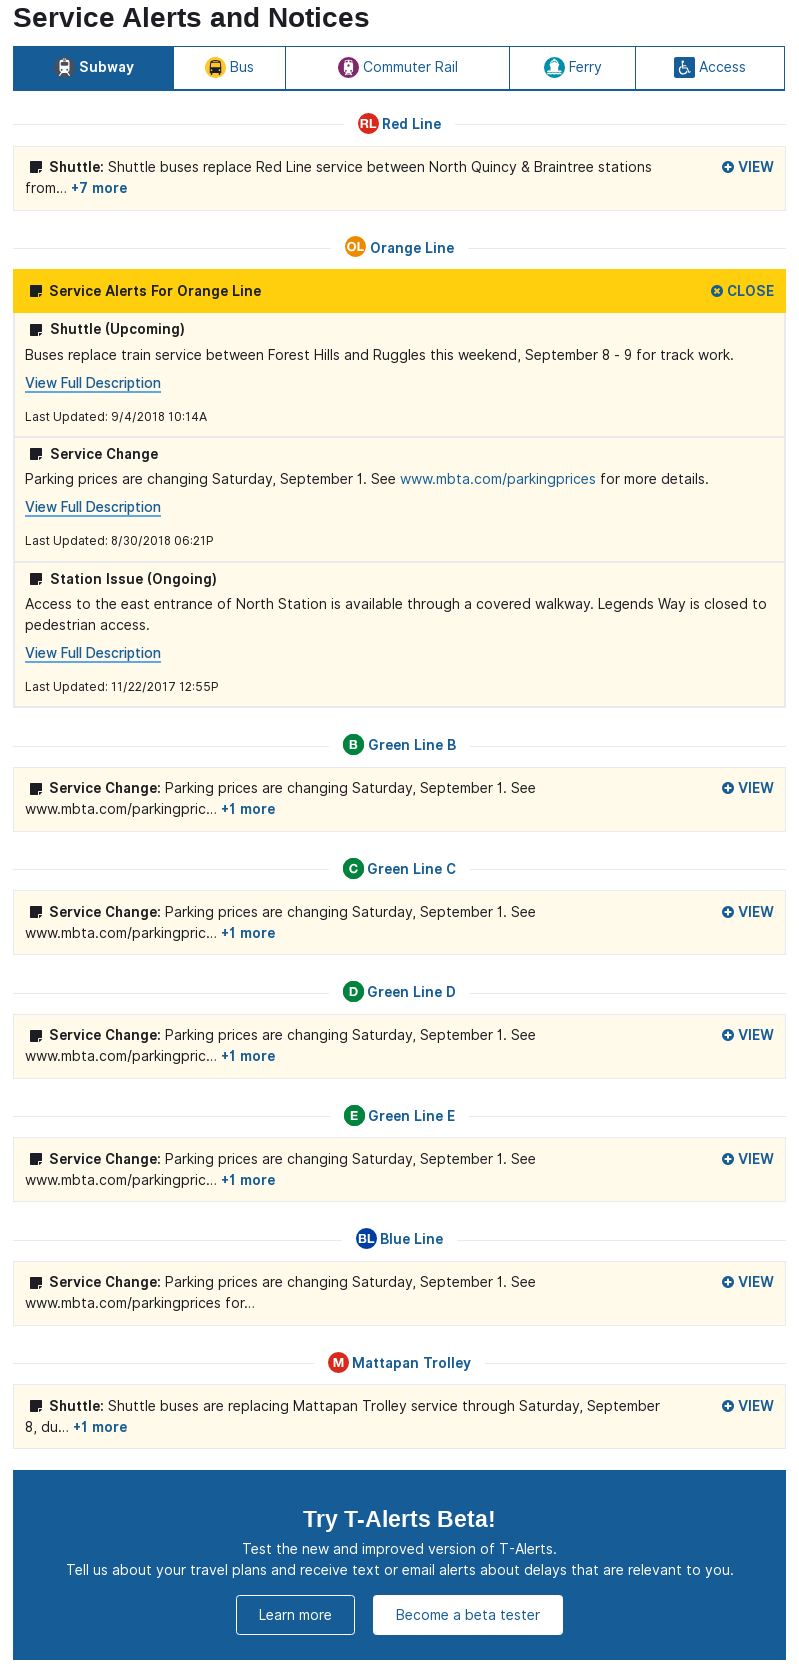 Service Alerts and Notices
Subway Bus Commuter Rail Ferry Access
RL Red Line
Shuttle: Shuttle buses replace Red Line service between North Quincy & Braintree stations VIEW
from... +7 more
OL Orange Line
Service Alerts For Orange Line CLOSE
Shuttle (Upcoming)
Buses replace train service between Forest Hills and Ruggles this weekend, September 8 - 9 for track work.
View Full Description
Last Updated: 9/4/2018 10:14A
Service Change
Parking prices are changing Saturday, September 1. See www.mbta.com/parkingprices for more details.
View Full Description
Last Updated: 8/30/2018 06:21P
Station Issue (Ongoing)
Access to the east entrance of North Station is available through a covered walkway. Legends Way is closed to
pedestrian access.
View Full Description
Last Updated: 11/22/2017 12:55P
B Green Line B
Service Change: Parking prices are changing Saturday, September 1. See VIEW
www.mbta.com/parkingpric... +1 more
C Green Line C
Service Change: Parking prices are changing Saturday, September 1. See VIEW
www.mbta.com/parkingpric... +1 more
D Green Line D
Service Change: Parking prices are changing Saturday, September 1. See VIEW
www.mbta.com/parkingpric... +1 more
E Green Line E
Service Change: Parking prices are changing Saturday, September 1. See VIEW
www.mbta.com/parkingpric... +1 more
BL Blue Line
Service Change: Parking prices are changing Saturday, September 1. See VIEW
www.mbta.com/parkingprices for...
M Mattapan Trolley
Shuttle: Shuttle buses are replacing Mattapan Trolley service through Saturday, September VIEW
8, du... +1 more
Try T-Alerts Beta!
Test the new and improved version of T-Alerts.
Tell us about your travel plans and receive text or email alerts about delays that are relevant to you.
Learn more Become a beta tester